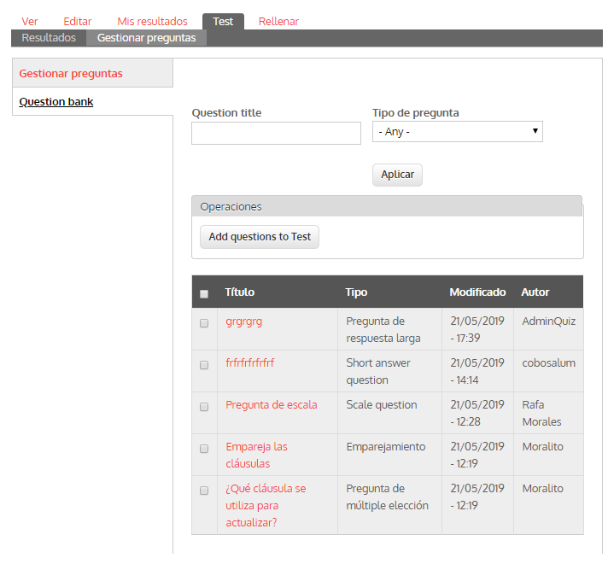 Ver Editar Mis resultados Test Rellenar
Resultados Gestionar preguntas
Gestionar preguntas
Question bank
Question title Tipo de pregunta
- Any -
Aplicar
Operaciones
Add questions to Test
Título Tipo Modificado Autor
grgrgrg Pregunta de 21/05/2019 AdminQuiz
respuesta larga - 17:39
frfrfrfrfrfrf Short answer 21/05/2019 cobosalum
question - 14:14
Pregunta de escala Scale question 21/05/2019 Rafa
- 12:28 Morales
Empareja las Emparejamiento 21/05/2019 Moralito
cláusulas - 12:19
¿Qué cláusula se Pregunta de 21/05/2019 Moralito
utiliza para múltiple elección - 12:19
actualizar?